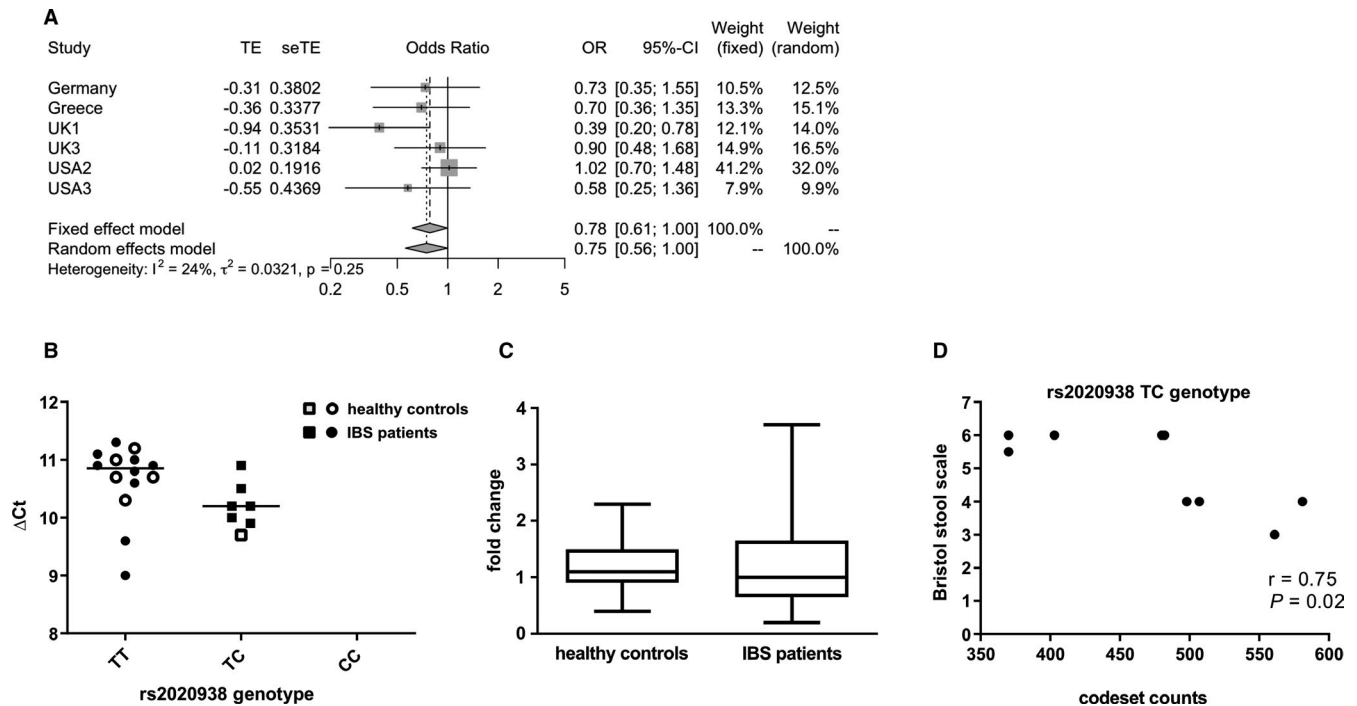 A
Weight Weight
Study TE seTE Odds Ratio OR 95%-CI (fixed) (random)
Germany -0.31 0.3802 0.73 [0.35; 1.55] 10.5% 12.5%
Greece -0.36 0.3377 0.70 [0.36; 1.35] 13.3% 15.1%
UK1 -0.94 0.3531 0.39 [0.20; 0.78] 12.1% 14.0%
UK3 -0.11 0.3184 0.90 [0.48; 1.68] 14.9% 16.5%
USA2 0.02 0.1916 1.02 [0.70; 1.48] 41.2% 32.0%
USA3 -0.55 0.4369 0.58 [0.25; 1.36] 7.9% 9.9%
Fixed effect model 0.78 [0.61; 1.00] 100.0% --
Random effects model 0.75 [0.56; 1.00] -- 100.0%
Heterogeneity: I² = 24%, τ² = 0.0321, p = 0.25
0.2 0.5 1 2 5
B
12
11
10
9
8
ΔCt
healthy controls
IBS patients
TT TC CC
rs2020938 genotype
C
4
3
2
1
0
fold change
healthy controls IBS patients
D
rs2020938 TC genotype
7
6
5
4
3
2
1
0
Bristol stool scale
r = 0.75
P = 0.02
350 400 450 500 550 600
codeset counts